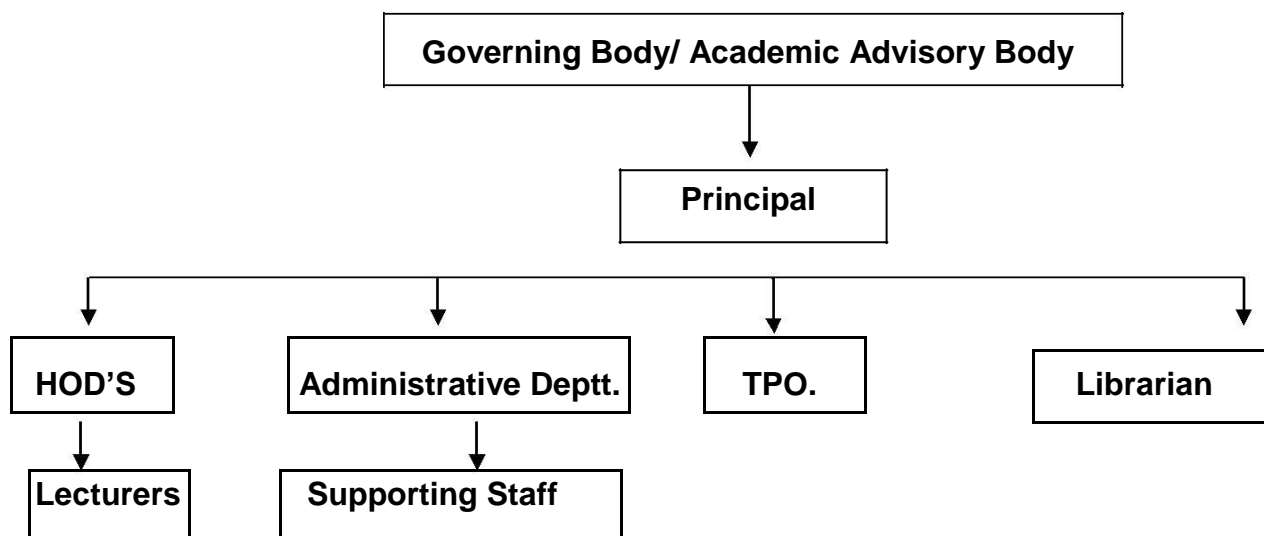 Governing Body/ Academic Advisory Body
Principal
HOD’S
Administrative Deptt.
TPO.
Librarian
Lecturers
Supporting Staff